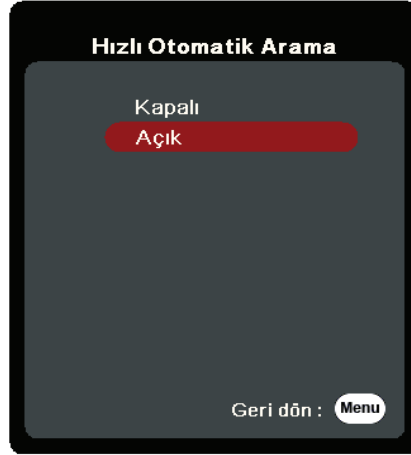 Hızlı Otomatik Arama
Kapalı
Açık
Geri dön : Menu